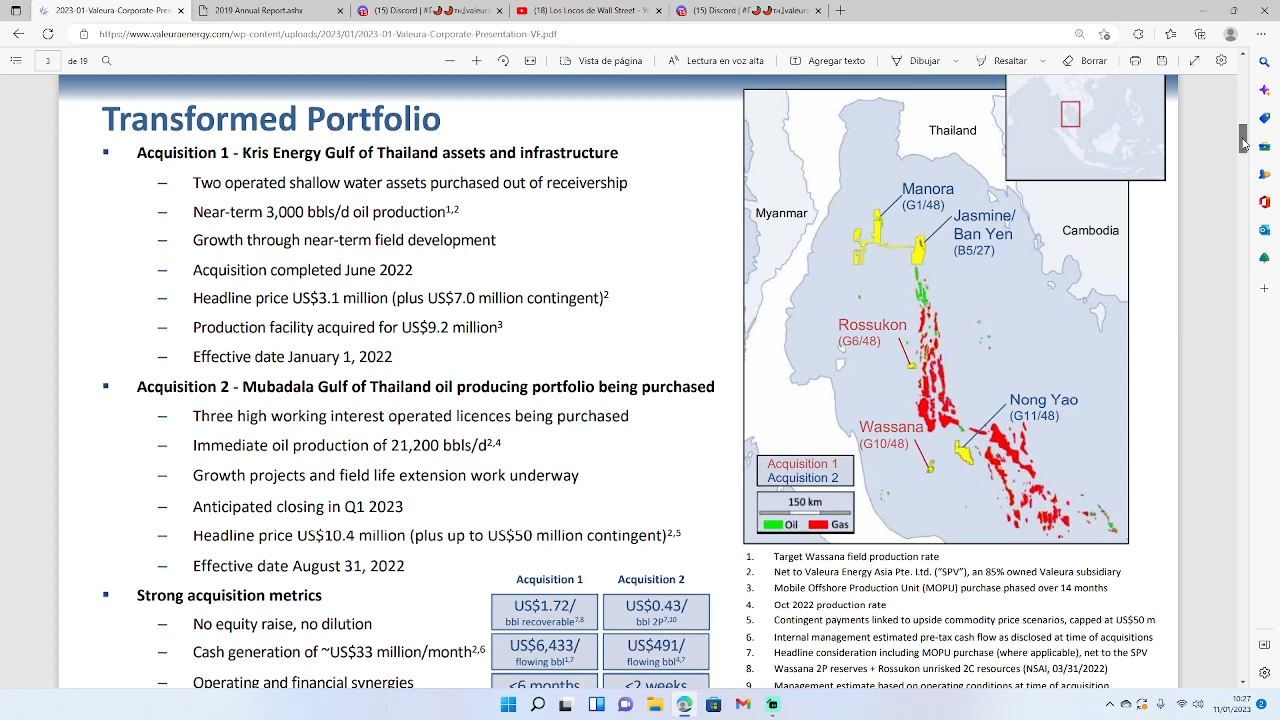 2023-01-Valeura-Corporate-Pres
2019 Annual Report
(15) Discord
(18) Los Locos de Wall Street
(15) Discord
https://www.valeuraenergy.com/wp-content/uploads/2023/01/2023-01-Valeura-Corporate-Presentation-VF.pdf
3 de 19
Vista de página
Lectura en voz alta
Agregar texto
Dibujar
Resaltar
Borrar
Transformed Portfolio
Acquisition 1 - Kris Energy Gulf of Thailand assets and infrastructure
– Two operated shallow water assets purchased out of receivership
– Near-term 3,000 bbls/d oil production1,2
– Growth through near-term field development
– Acquisition completed June 2022
– Headline price US$3.1 million (plus US$7.0 million contingent)2
– Production facility acquired for US$9.2 million3
– Effective date January 1, 2022
Acquisition 2 - Mubadala Gulf of Thailand oil producing portfolio being purchased
– Three high working interest operated licences being purchased
– Immediate oil production of 21,200 bbls/d2,4
– Growth projects and field life extension work underway
– Anticipated closing in Q1 2023
– Headline price US$10.4 million (plus up to US$50 million contingent)2,5
– Effective date August 31, 2022
Strong acquisition metrics
– No equity raise, no dilution
– Cash generation of ~US$33 million/month2,6
– Operating and financial synergies
Acquisition 1
Acquisition 2
US$1.72/
bbl recoverable7,8
US$0.43/
bbl 2P7,10
US$6,433/
flowing bbl1,7
US$491/
flowing bbl4,7
<6 months
<2 weeks
Thailand
Myanmar
Cambodia
Manora
(G1/48)
Jasmine/
Ban Yen
(B5/27)
Rossukon
(G6/48)
Nong Yao
(G11/48)
Wassana
(G10/48)
Acquisition 1
Acquisition 2
150 km
Oil
Gas
1. Target Wassana field production rate
2. Net to Valeura Energy Asia Pte. Ltd. ("SPV"), an 85% owned Valeura subsidiary
3. Mobile Offshore Production Unit (MOPU) purchase phased over 14 months
4. Oct 2022 production rate
5. Contingent payments linked to upside commodity price scenarios, capped at US$50 m
6. Internal management estimated pre-tax cash flow as disclosed at time of acquisitions
7. Headline consideration including MOPU purchase (where applicable), net to the SPV
8. Wassana 2P reserves + Rossukon unrisked 2C resources (NSAI, 03/31/2022)
9. Management estimate based on operating conditions at time of acquisition
10:27
11/01/2023
2